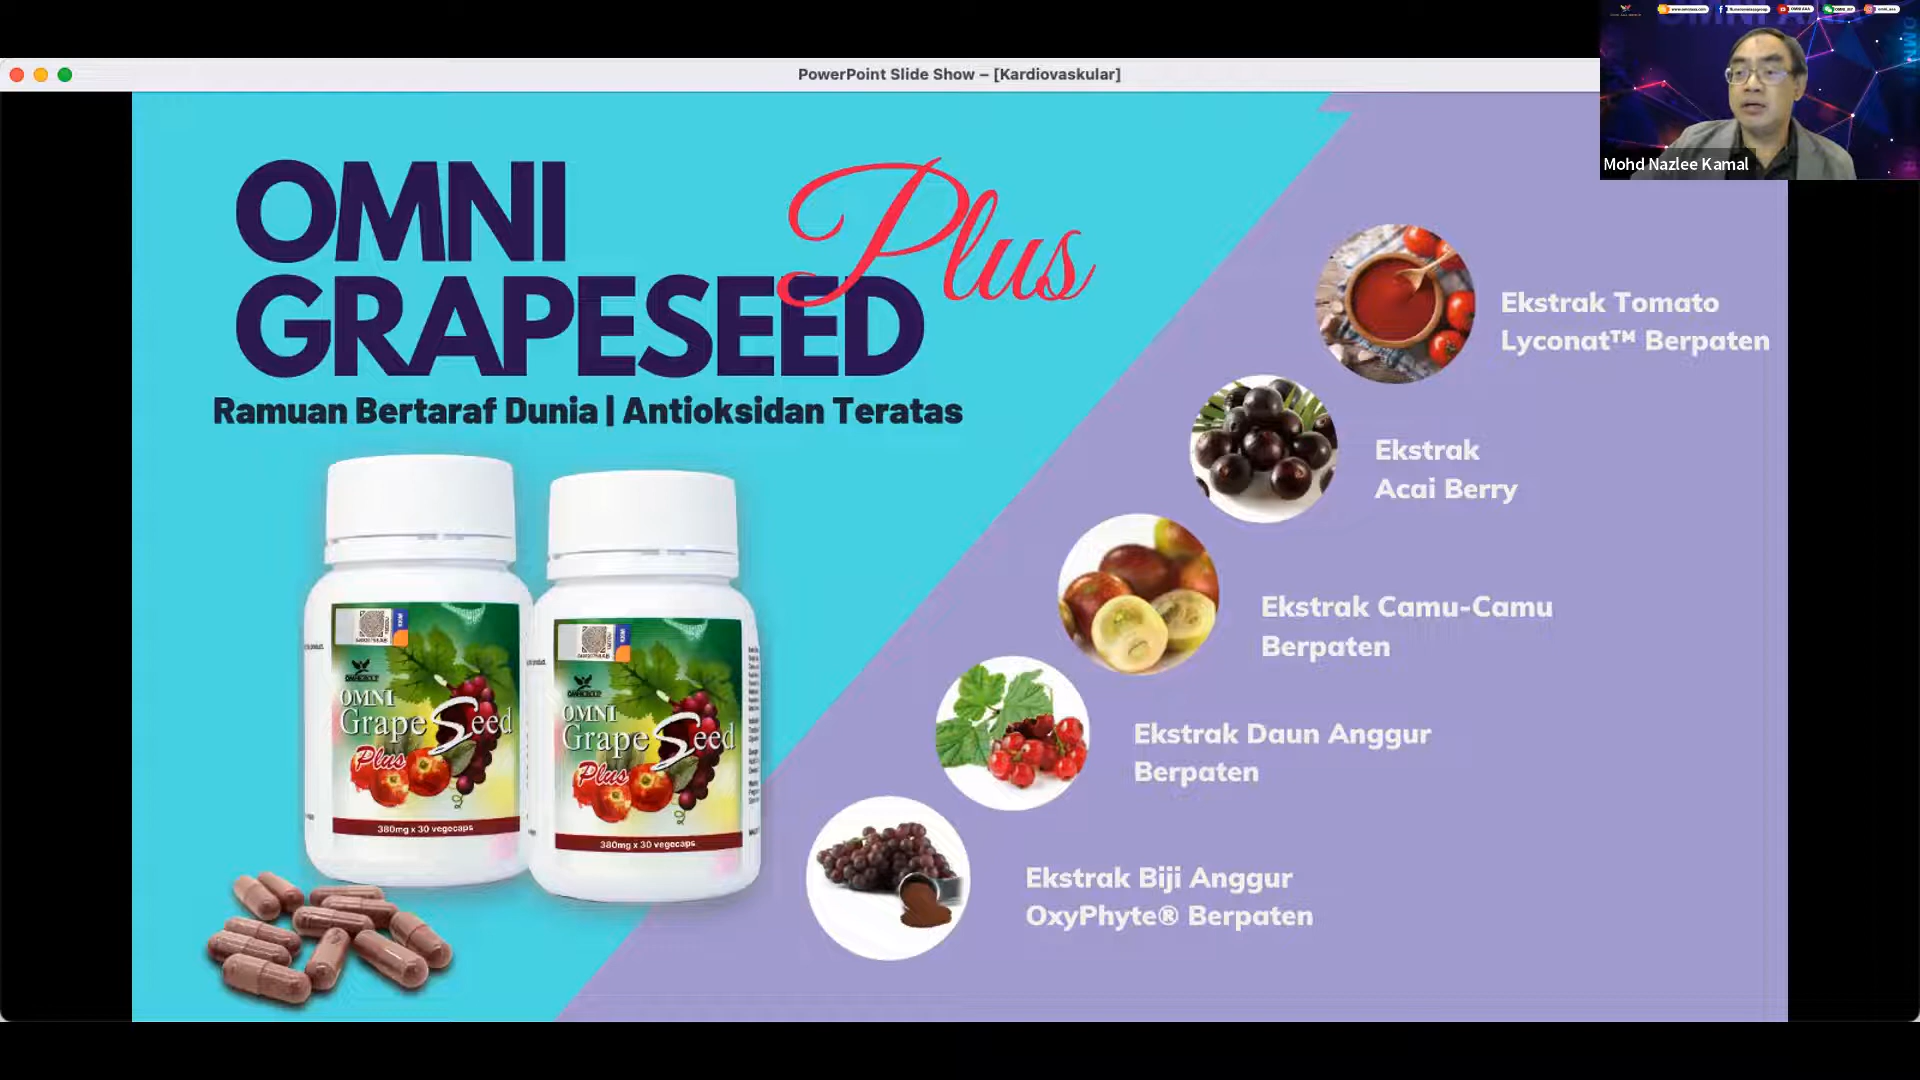 PowerPoint Slide Show – [Kardiovaskular]
Mohd Nazlee Kamal
OMNI
GRAPESEED
Plus
Ramuan Bertaraf Dunia | Antioksidan Teratas
Ekstrak Tomato
Lyconat™ Berpaten
Ekstrak
Acai Berry
Ekstrak Camu-Camu
Berpaten
Ekstrak Daun Anggur
Berpaten
Ekstrak Biji Anggur
OxyPhyte® Berpaten
OMNI
GrapeSeed
Plus
380mg x 30 vegecaps
OMNI
GrapeSeed
Plus
380mg x 30 vegecaps